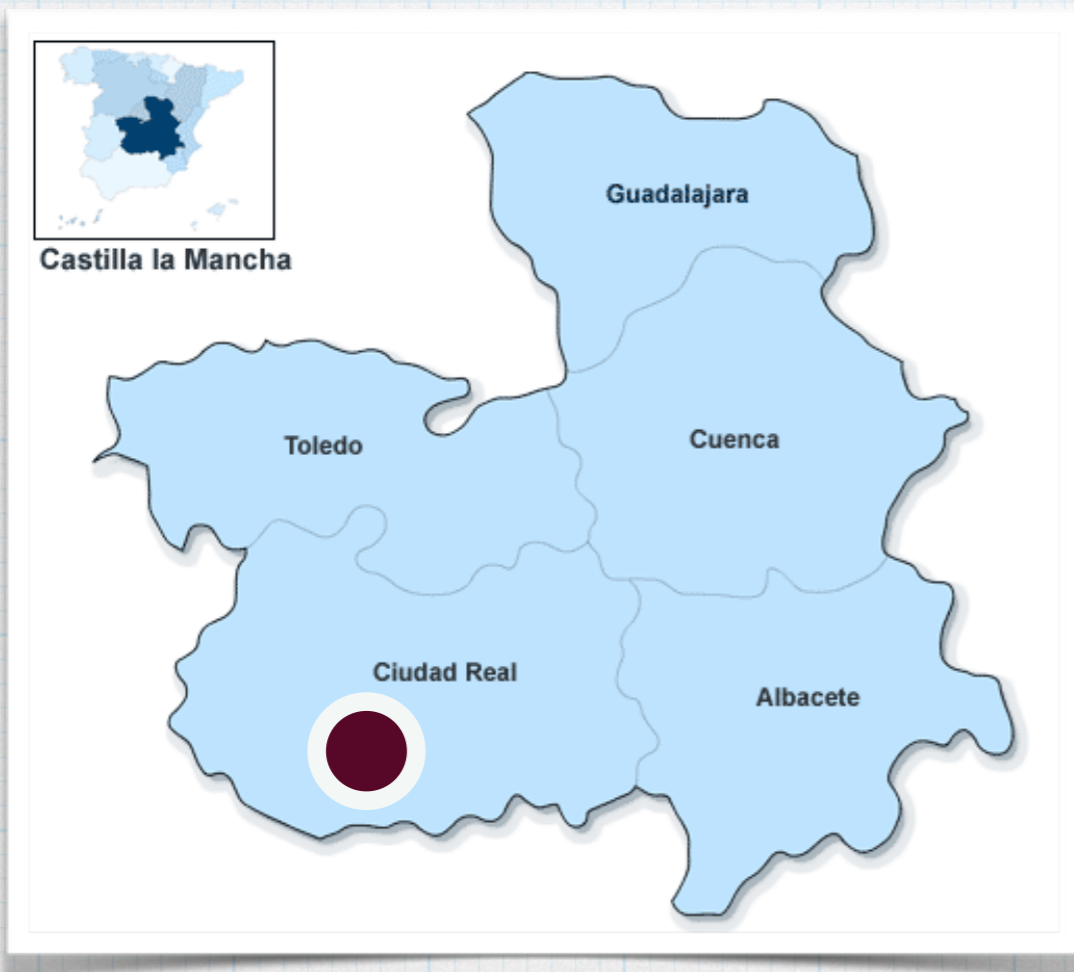 Castilla la Mancha
Guadalajara
Toledo
Cuenca
Ciudad Real
Albacete